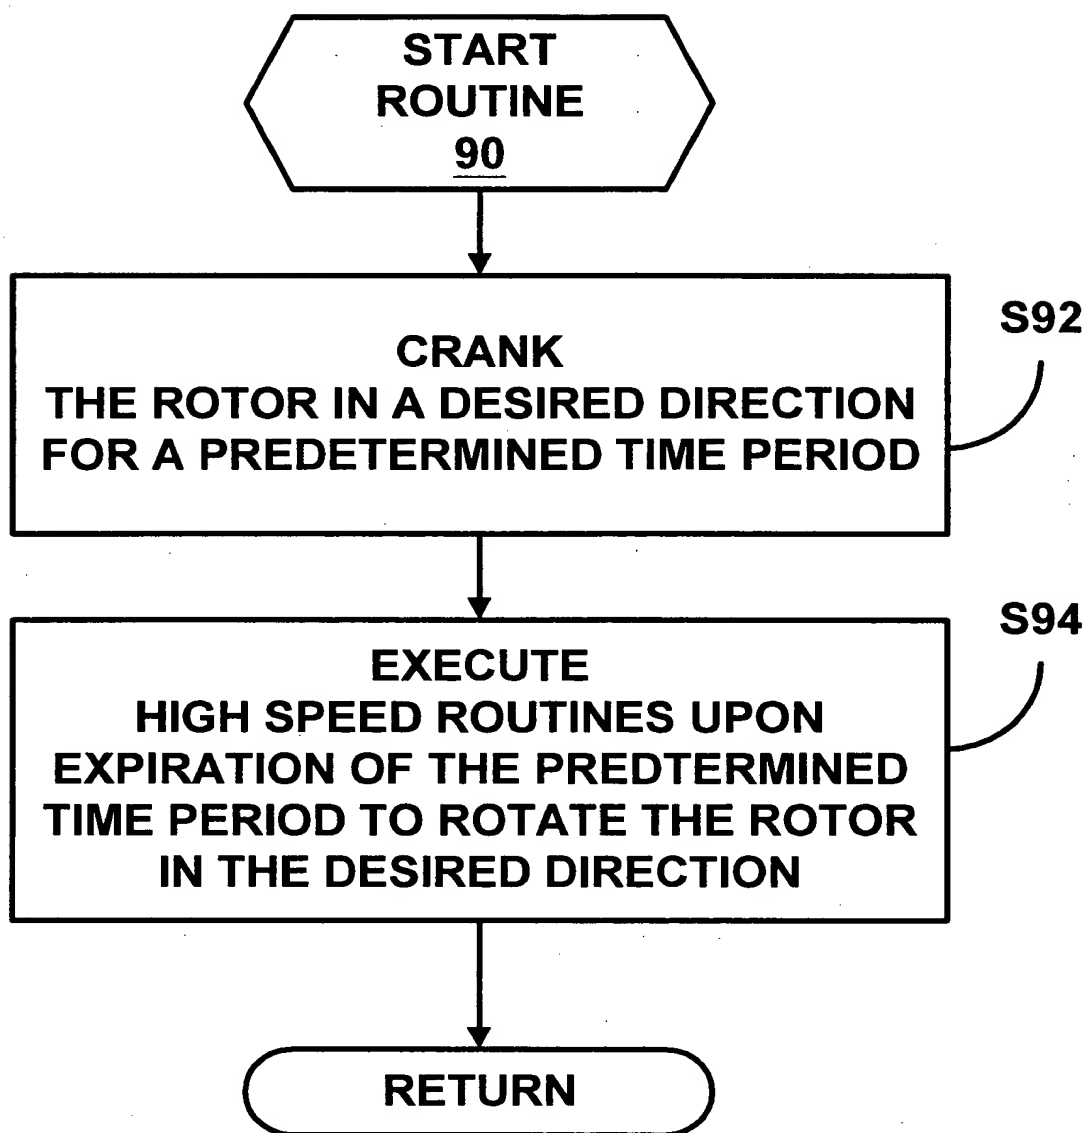 START
ROUTINE
90
CRANK
THE ROTOR IN A DESIRED DIRECTION
FOR A PREDETERMINED TIME PERIOD
S92
EXECUTE
HIGH SPEED ROUTINES UPON
EXPIRATION OF THE PREDTERMINED
TIME PERIOD TO ROTATE THE ROTOR
IN THE DESIRED DIRECTION
S94
RETURN